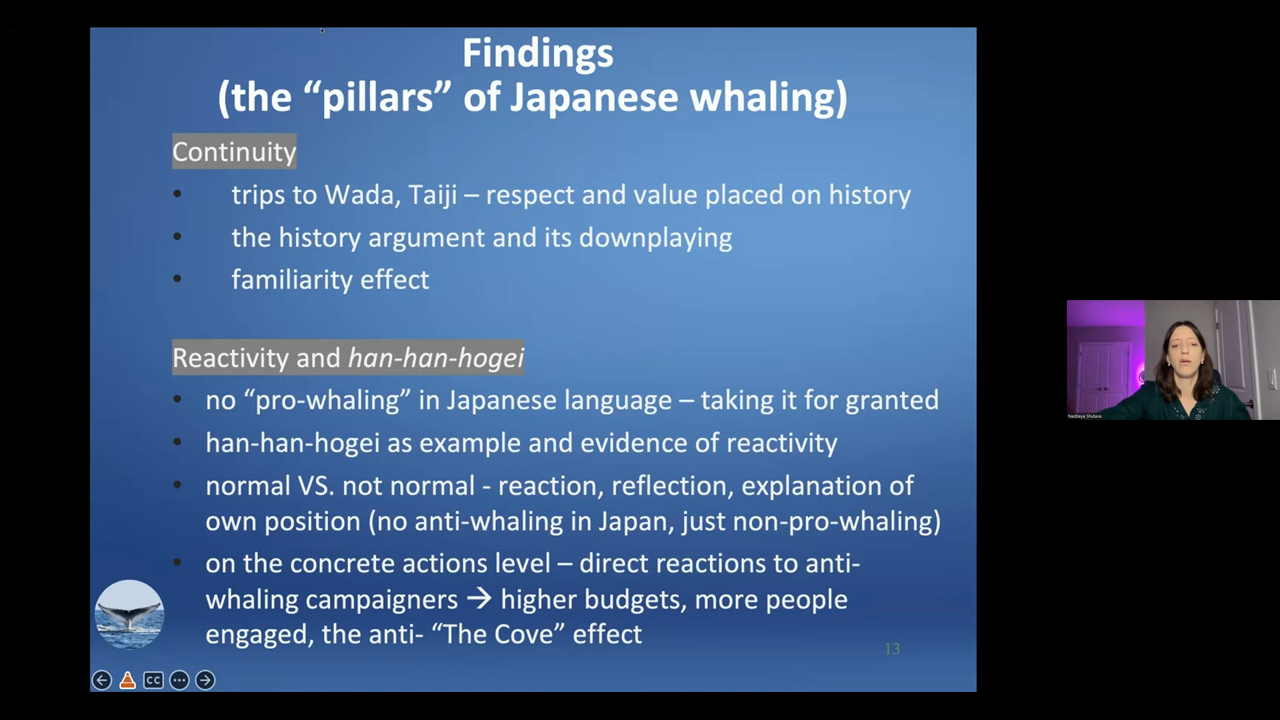 Findings
(the “pillars” of Japanese whaling)
Continuity
• trips to Wada, Taiji – respect and value placed on history
• the history argument and its downplaying
• familiarity effect
Reactivity and han-han-hogei
• no “pro-whaling” in Japanese language – taking it for granted
• han-han-hogei as example and evidence of reactivity
• normal VS. not normal - reaction, reflection, explanation of
own position (no anti-whaling in Japan, just non-pro-whaling)
• on the concrete actions level – direct reactions to anti-
whaling campaigners → higher budgets, more people
engaged, the anti- “The Cove” effect
13
CC